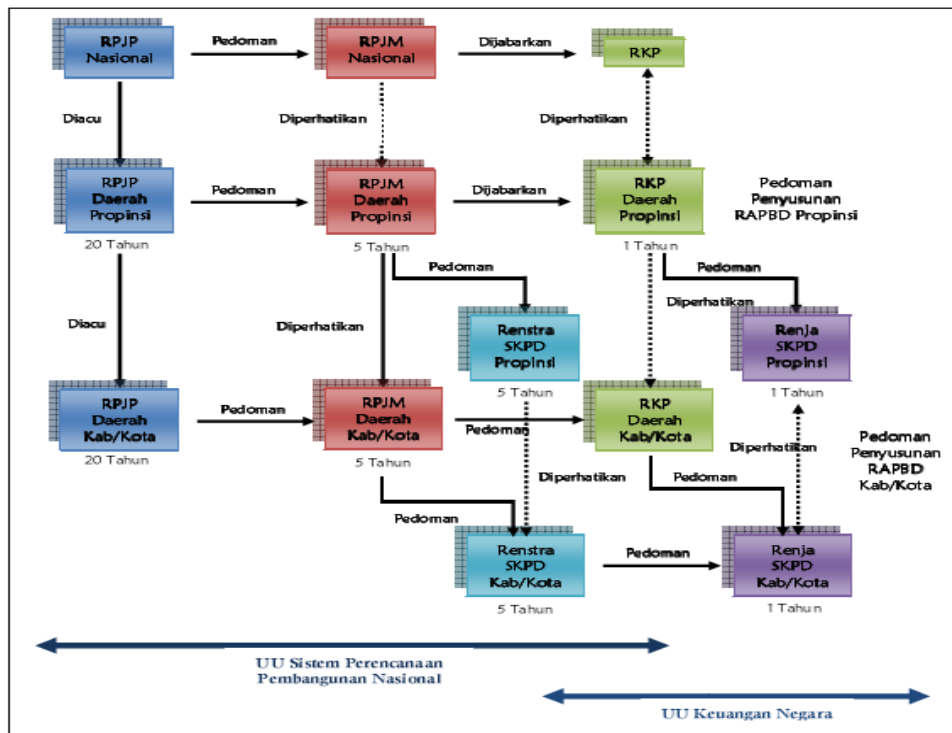 RPJP
Nasional
Pedoman
RPJM
Nasional
Dijabarkan
RKP
Diacu
Diperhatikan
Diperhatikan
RPJP
Daerah
Propinsi
Pedoman
RPJM
Daerah
Propinsi
Dijabarkan
RKP
Daerah
Propinsi
Pedoman
Penyusunan
RAPBD Propinsi
20 Tahun
5 Tahun
1 Tahun
Pedoman
Pedoman
Diperhatikan
Diacu
Diperhatikan
Renstra
SKPD
Propinsi
Renja
SKPD
Propinsi
5 Tahun
1 Tahun
RPJP
Daerah
Kab/Kota
Pedoman
RPJM
Daerah
Kab/Kota
Pedoman
RKP
Daerah
Kab/Kota
20 Tahun
5 Tahun
Diperhatikan
Pedoman
Diperhatikan
Pedoman
Penyusunan
RAPBD
Kab/Kota
Pedoman
Renstra
SKPD
Kab/Kota
Pedoman
Renja
SKPD
Kab/Kota
5 Tahun
1 Tahun
UU Sistem Perencanaan
Pembangunan Nasional
UU Keuangan Negara